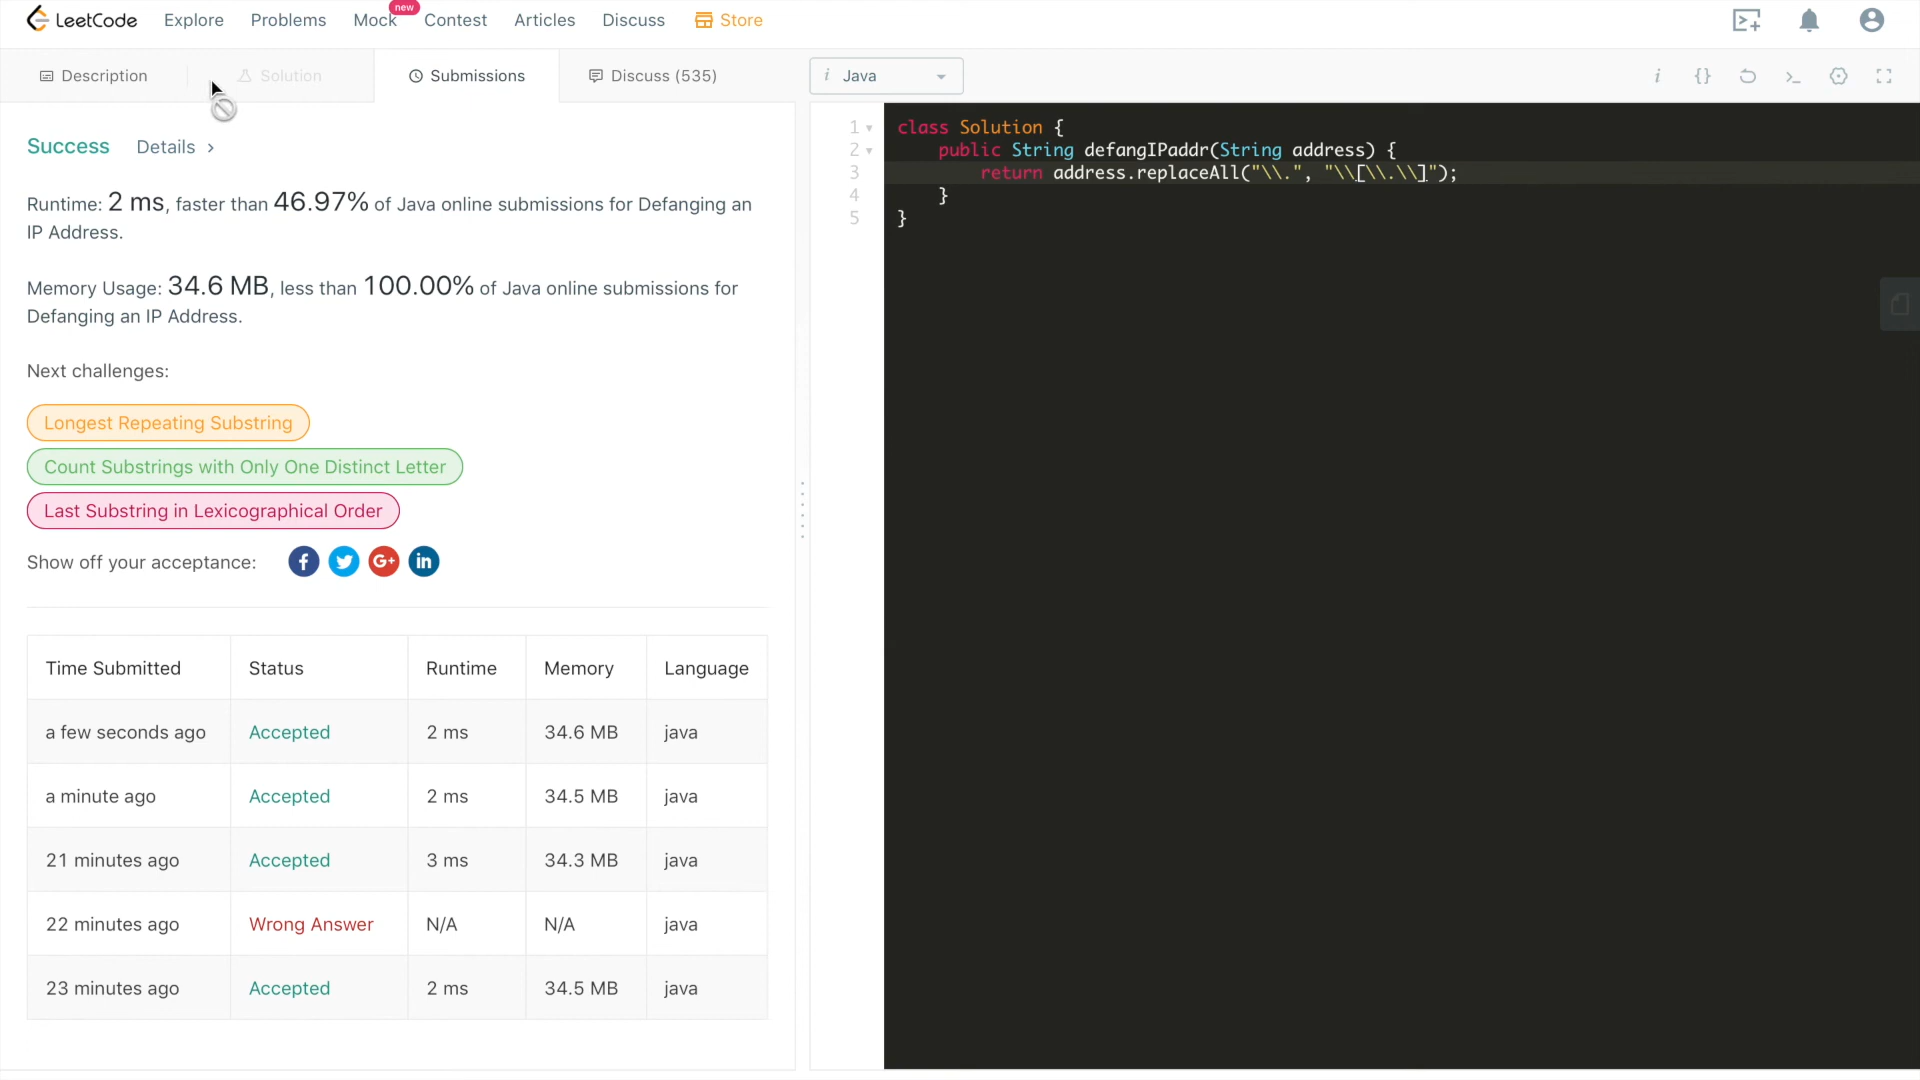 LeetCode Explore Problems Mock new Contest Articles Discuss Store
Description Solution Submissions Discuss (535) i Java
Success Details >
Runtime: 2 ms, faster than 46.97% of Java online submissions for Defanging an
IP Address.
Memory Usage: 34.6 MB, less than 100.00% of Java online submissions for
Defanging an IP Address.
Next challenges:
Longest Repeating Substring
Count Substrings with Only One Distinct Letter
Last Substring in Lexicographical Order
Show off your acceptance: f G+ in
Time Submitted Status Runtime Memory Language
a few seconds ago Accepted 2 ms 34.6 MB java
a minute ago Accepted 2 ms 34.5 MB java
21 minutes ago Accepted 3 ms 34.3 MB java
22 minutes ago Wrong Answer N/A N/A java
23 minutes ago Accepted 2 ms 34.5 MB java
i {} >_
1 class Solution {
2 public String defangIPaddr(String address) {
3 return address.replaceAll("\\.", "\\[\\.\\]");
4 }
5 }